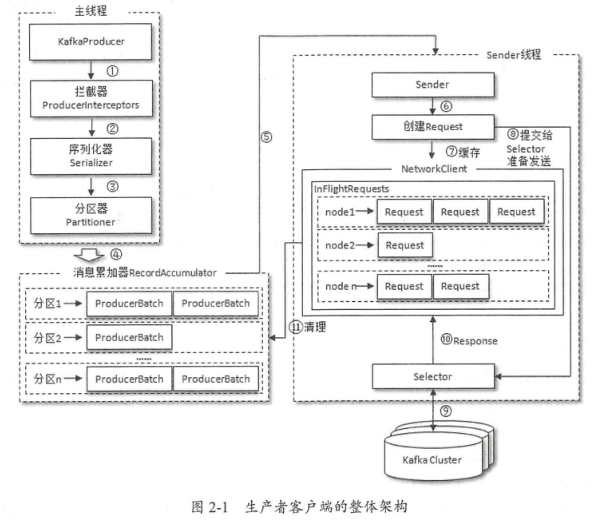 主线程
KafkaProducer
①
拦截器
ProducerInterceptors
②
序列化器
Serializer
③
分区器
Partitioner
④
消息累加器RecordAccumulator
分区1
ProducerBatch
ProducerBatch
分区2
ProducerBatch
......
分区n
ProducerBatch
ProducerBatch
⑤
Sender线程
Sender
⑥
创建Request
⑦缓存
⑧提交给
Selector
准备发送
NetworkClient
InFlightRequests
node1
Request
Request
Request
node2
Request
......
node n
Request
Request
⑪清理
⑩Response
Selector
⑨
Kafka Cluster
图 2-1 生产者客户端的整体架构